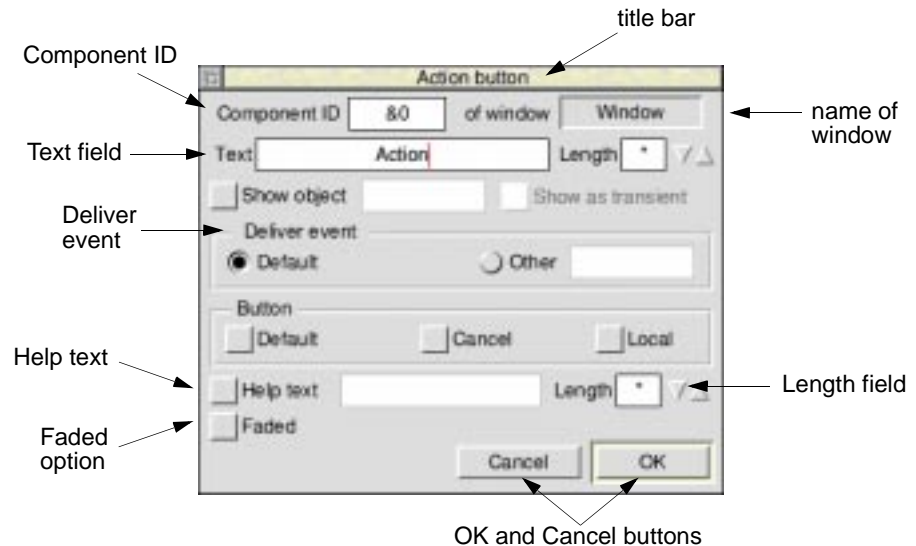 title bar
Component ID
Action button
Component ID &0 of window Window
name of
window
Text field
Text Action Length *
Show object Show as transient
Deliver
event
Deliver event
Default Other
Button
Default Cancel Local
Help text
Help text Length *
Length field
Faded
option
Faded
Cancel OK
OK and Cancel buttons